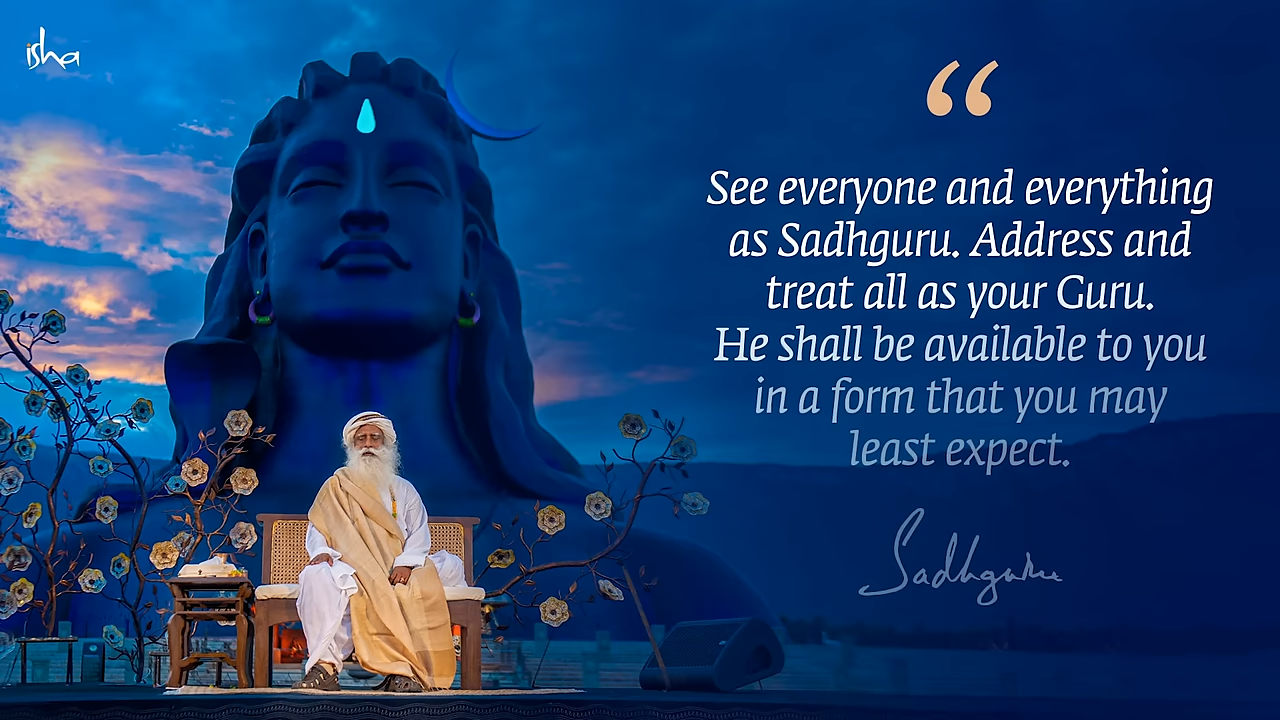 isha
“
See everyone and everything
as Sadhguru. Address and
treat all as your Guru.
He shall be available to you
in a form that you may
least expect.
Sadhguru